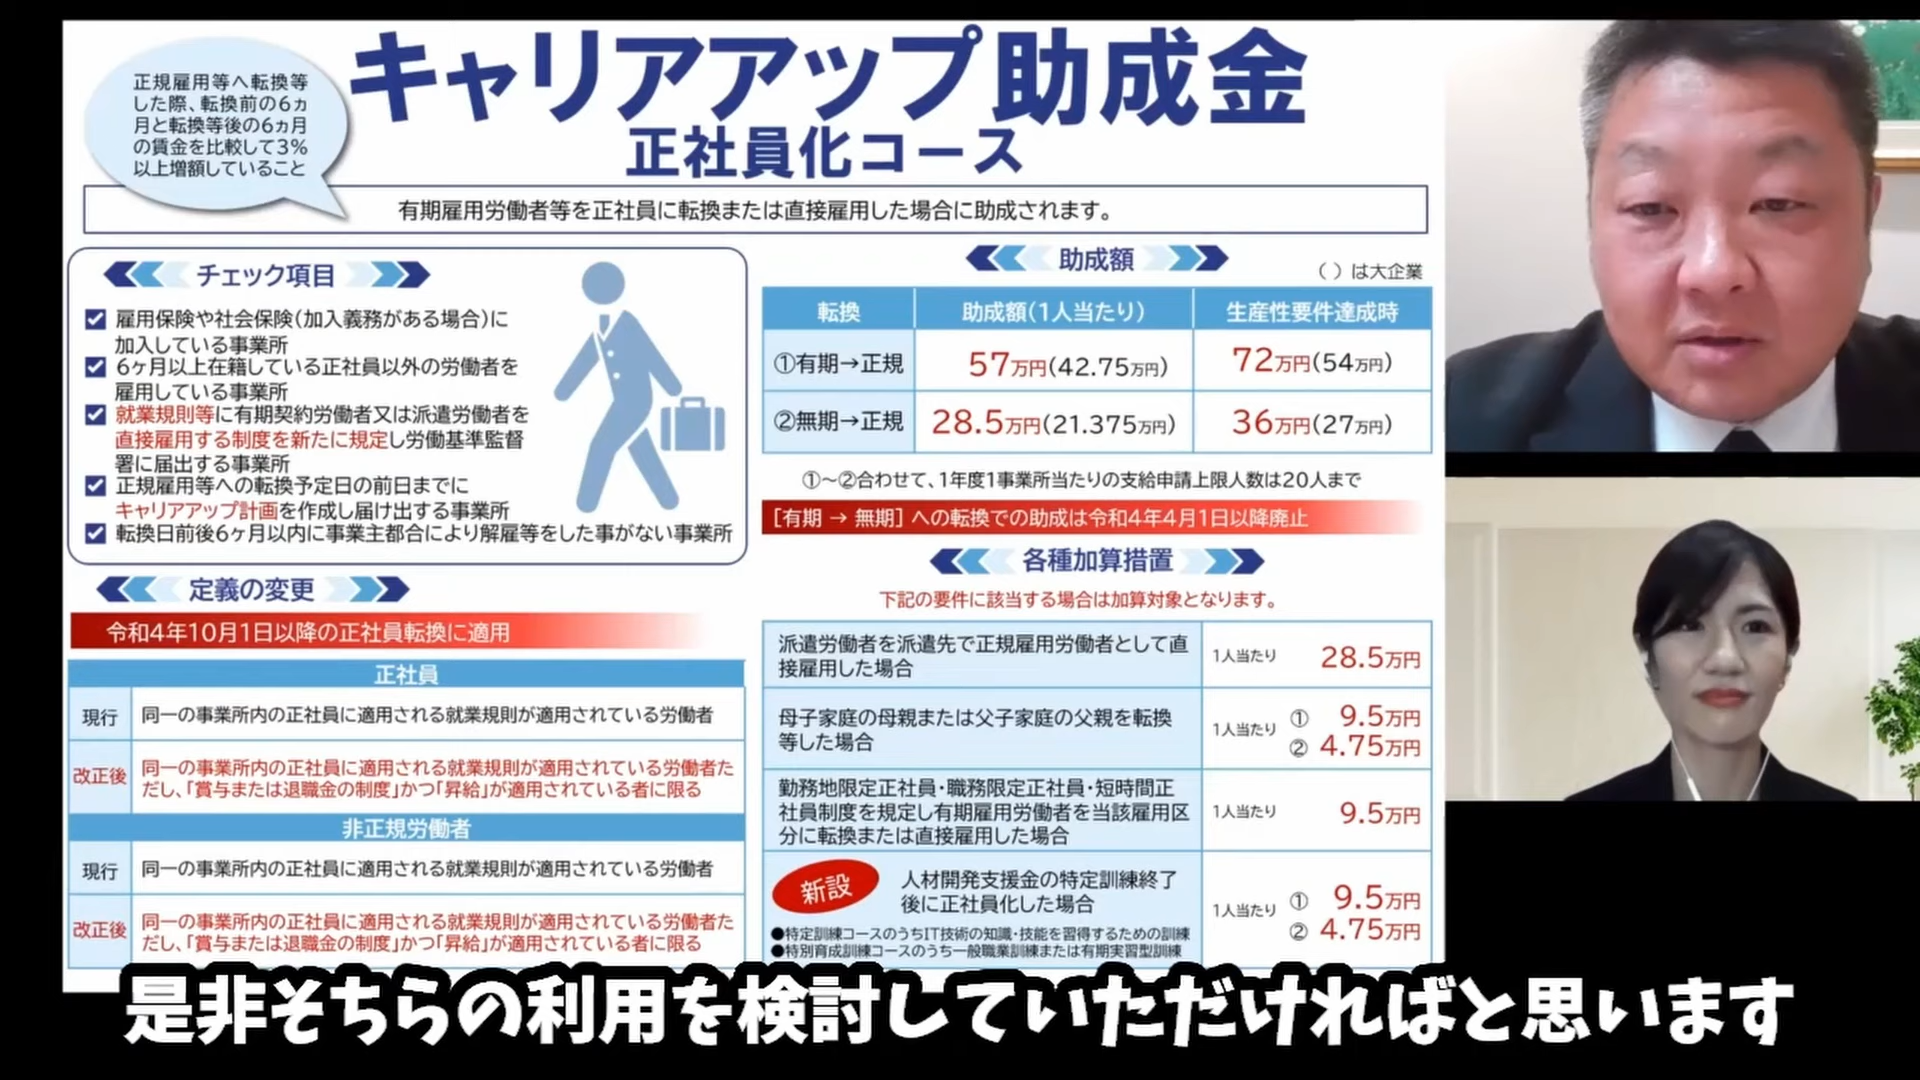 正規雇用等へ転換等
した際、転換前の6ヵ
月と転換等後の6ヵ月
の賃金を比較して3%
以上増額していること
キャリアアップ助成金
正社員化コース
有期雇用労働者等を正社員に転換または直接雇用した場合に助成されます。
チェック項目
雇用保険や社会保険(加入義務がある場合)に
加入している事業所
6ヶ月以上在籍している正社員以外の労働者を
雇用している事業所
就業規則等に有期契約労働者又は派遣労働者を
直接雇用する制度を新たに規定し労働基準監督
署に届出する事業所
正規雇用等への転換予定日の前日までに
キャリアアップ計画を作成し届け出する事業所
転換日前後6ヶ月以内に事業主都合により解雇等をした事がない事業所
定義の変更
令和4年10月1日以降の正社員転換に適用
正社員
現行 同一の事業所内の正社員に適用される就業規則が適用されている労働者
改正後 同一の事業所内の正社員に適用される就業規則が適用されている労働者た
だし、「賞与または退職金の制度」かつ「昇給」が適用されている者に限る
非正規労働者
現行 同一の事業所内の正社員に適用される就業規則が適用されている労働者
改正後 同一の事業所内の正社員に適用される就業規則が適用されている労働者た
だし、「賞与または退職金の制度」かつ「昇給」が適用されている者に限る
助成額
( )は大企業
転換 助成額(1人当たり) 生産性要件達成時
①有期→正規 57万円(42.75万円) 72万円(54万円)
②無期→正規 28.5万円(21.375万円) 36万円(27万円)
①〜②合わせて、1年度1事業所当たりの支給申請上限人数は20人まで
[有期 → 無期] への転換での助成は令和4年4月1日以降廃止
各種加算措置
下記の要件に該当する場合は加算対象となります。
派遣労働者を派遣先で正規雇用労働者として直
接雇用した場合
1人当たり 28.5万円
母子家庭の母親または父子家庭の父親を転換
等した場合
1人当たり ① 9.5万円
② 4.75万円
勤務地限定正社員・職務限定正社員・短時間正
社員制度を規定し有期雇用労働者を当該雇用区
分に転換または直接雇用した場合
1人当たり 9.5万円
新設
人材開発支援金の特定訓練終了
後に正社員化した場合
●特定訓練コースのうちIT技術の知識・技能を習得するための訓練
●特別育成訓練コースのうち一般職業訓練または有期実習型訓練
1人当たり ① 9.5万円
② 4.75万円
是非そちらの利用を検討していただければと思います